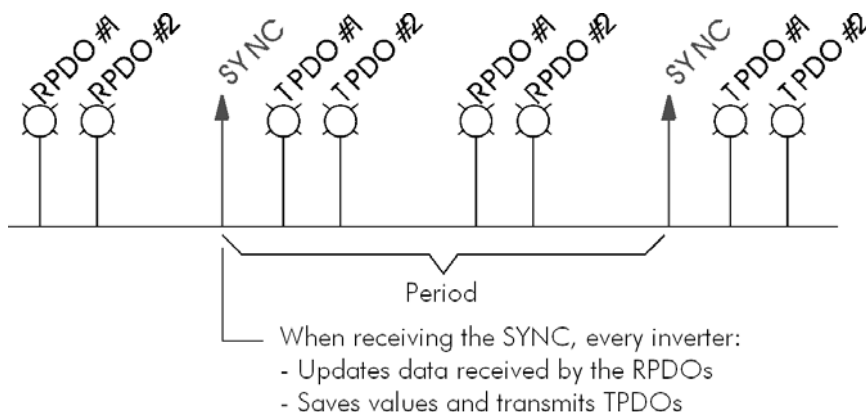 RPDO #1
RPDO #2
SYNC
TPDO #1
TPDO #2
RPDO #1
RPDO #2
SYNC
TPDO #1
TPDO #2
Period
When receiving the SYNC, every inverter:
- Updates data received by the RPDOs
- Saves values and transmits TPDOs